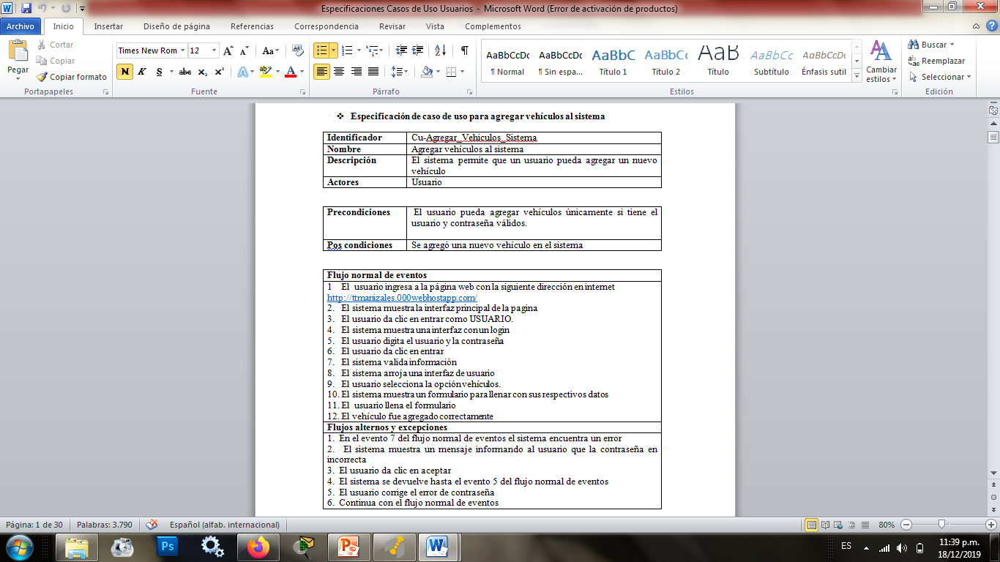 Especificaciones Casos de Uso Usuarios - Microsoft Word (Error de activación de productos)
Archivo Inicio Insertar Diseño de página Referencias Correspondencia Revisar Vista Complementos
Pegar
Cortar
Copiar
Copiar formato
Portapapeles
Times New Rom 12
N K S abc x₂ x²
Fuente
Párrafo
AaBbCcDc AaBbCcDc AaBbC AaBbCc AaB AaBbCc AaBbCcDc
¶ Normal ¶ Sin espa... Título 1 Título 2 Título Subtítulo Énfasis sutil
Estilos
Cambiar estilos
Buscar
Reemplazar
Seleccionar
Edición
❖ Especificación de caso de uso para agregar vehículos al sistema
Identificador Cu-Agregar_Vehiculos_Sistema
Nombre Agregar vehículos al sistema
Descripción El sistema permite que un usuario pueda agregar un nuevo
vehículo
Actores Usuario
Precondiciones El usuario pueda agregar vehículos únicamente si tiene el
usuario y contraseña válidos.
Pos condiciones Se agregó una nuevo vehículo en el sistema
Flujo normal de eventos
1 El usuario ingresa a la página web con la siguiente dirección en internet
http://ttmanizales.000webhostapp.com/
2. El sistema muestra la interfaz principal de la pagina
3. El usuario da clic en entrar como USUARIO.
4. El sistema muestra una interfaz con un login
5. El usuario digita el usuario y la contraseña
6. El usuario da clic en entrar
7. El sistema valida información
8. El sistema arroja una interfaz de usuario
9. El usuario selecciona la opción vehículos.
10. El sistema muestra un formulario para llenar con sus respectivos datos
11. El usuario llena el formulario
12. El vehículo fue agregado correctamente
Flujos alternos y excepciones
1. En el evento 7 del flujo normal de eventos el sistema encuentra un error
2. El sistema muestra un mensaje informando al usuario que la contraseña en
incorrecta
3. El usuario da clic en aceptar
4. El sistema se devuelve hasta el evento 5 del flujo normal de eventos
5. El usuario corrige el error de contraseña
6. Continua con el flujo normal de eventos
Página: 1 de 30 Palabras: 3.790 Español (alfab. internacional) 80%
Ps
ES
11:39 p.m.
18/12/2019